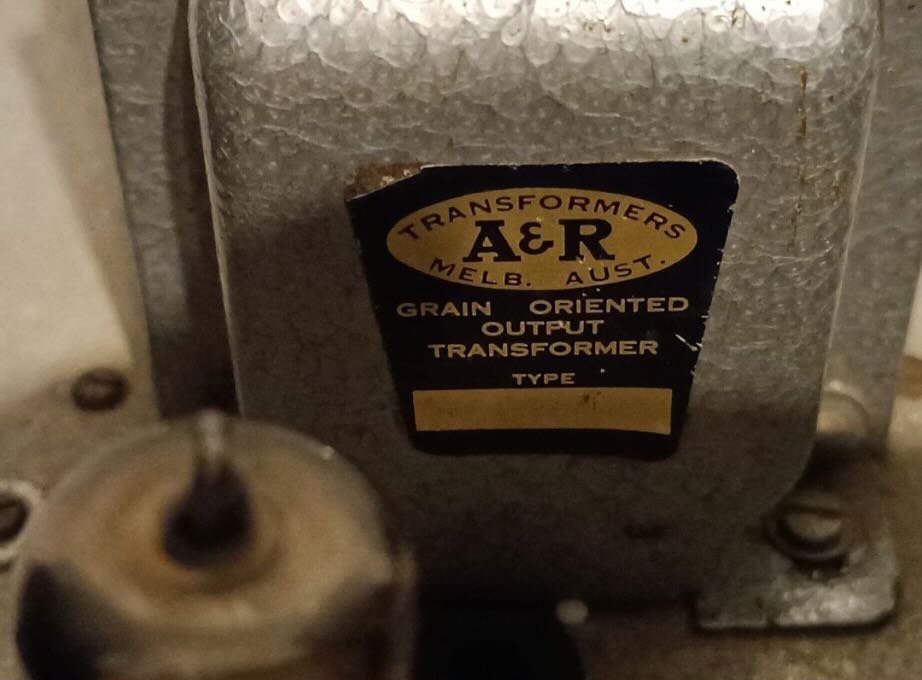 TRANSFORMERS
A&R
MELB. AUST.
GRAIN ORIENTED
OUTPUT
TRANSFORMER
TYPE